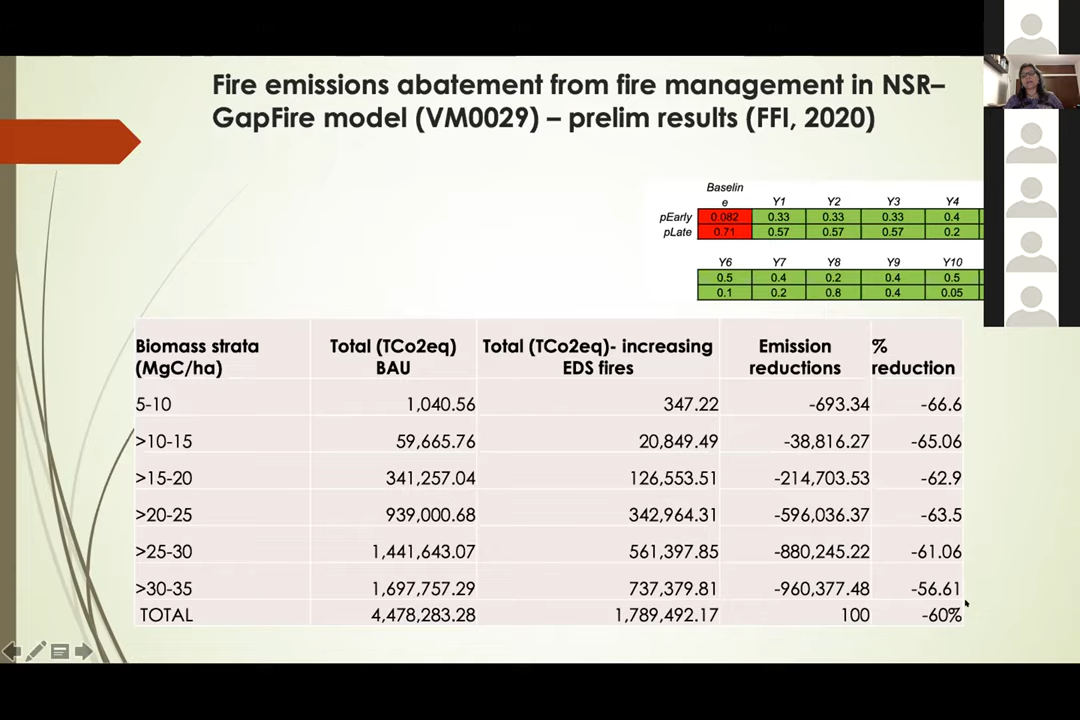 Fire emissions abatement from fire management in NSR–
GapFire model (VM0029) – prelim results (FFI, 2020)
Baselin
e Y1 Y2 Y3 Y4
pEarly 0.082 0.33 0.33 0.33 0.4
pLate 0.71 0.57 0.57 0.57 0.2
Y6 Y7 Y8 Y9 Y10
0.5 0.4 0.2 0.4 0.5
0.1 0.2 0.8 0.4 0.05
Biomass strata Total (TCo2eq) Total (TCo2eq)- increasing Emission %
(MgC/ha) BAU EDS fires reductions reduction
5-10 1,040.56 347.22 -693.34 -66.6
>10-15 59,665.76 20,849.49 -38,816.27 -65.06
>15-20 341,257.04 126,553.51 -214,703.53 -62.9
>20-25 939,000.68 342,964.31 -596,036.37 -63.5
>25-30 1,441,643.07 561,397.85 -880,245.22 -61.06
>30-35 1,697,757.29 737,379.81 -960,377.48 -56.61
TOTAL 4,478,283.28 1,789,492.17 100 -60%